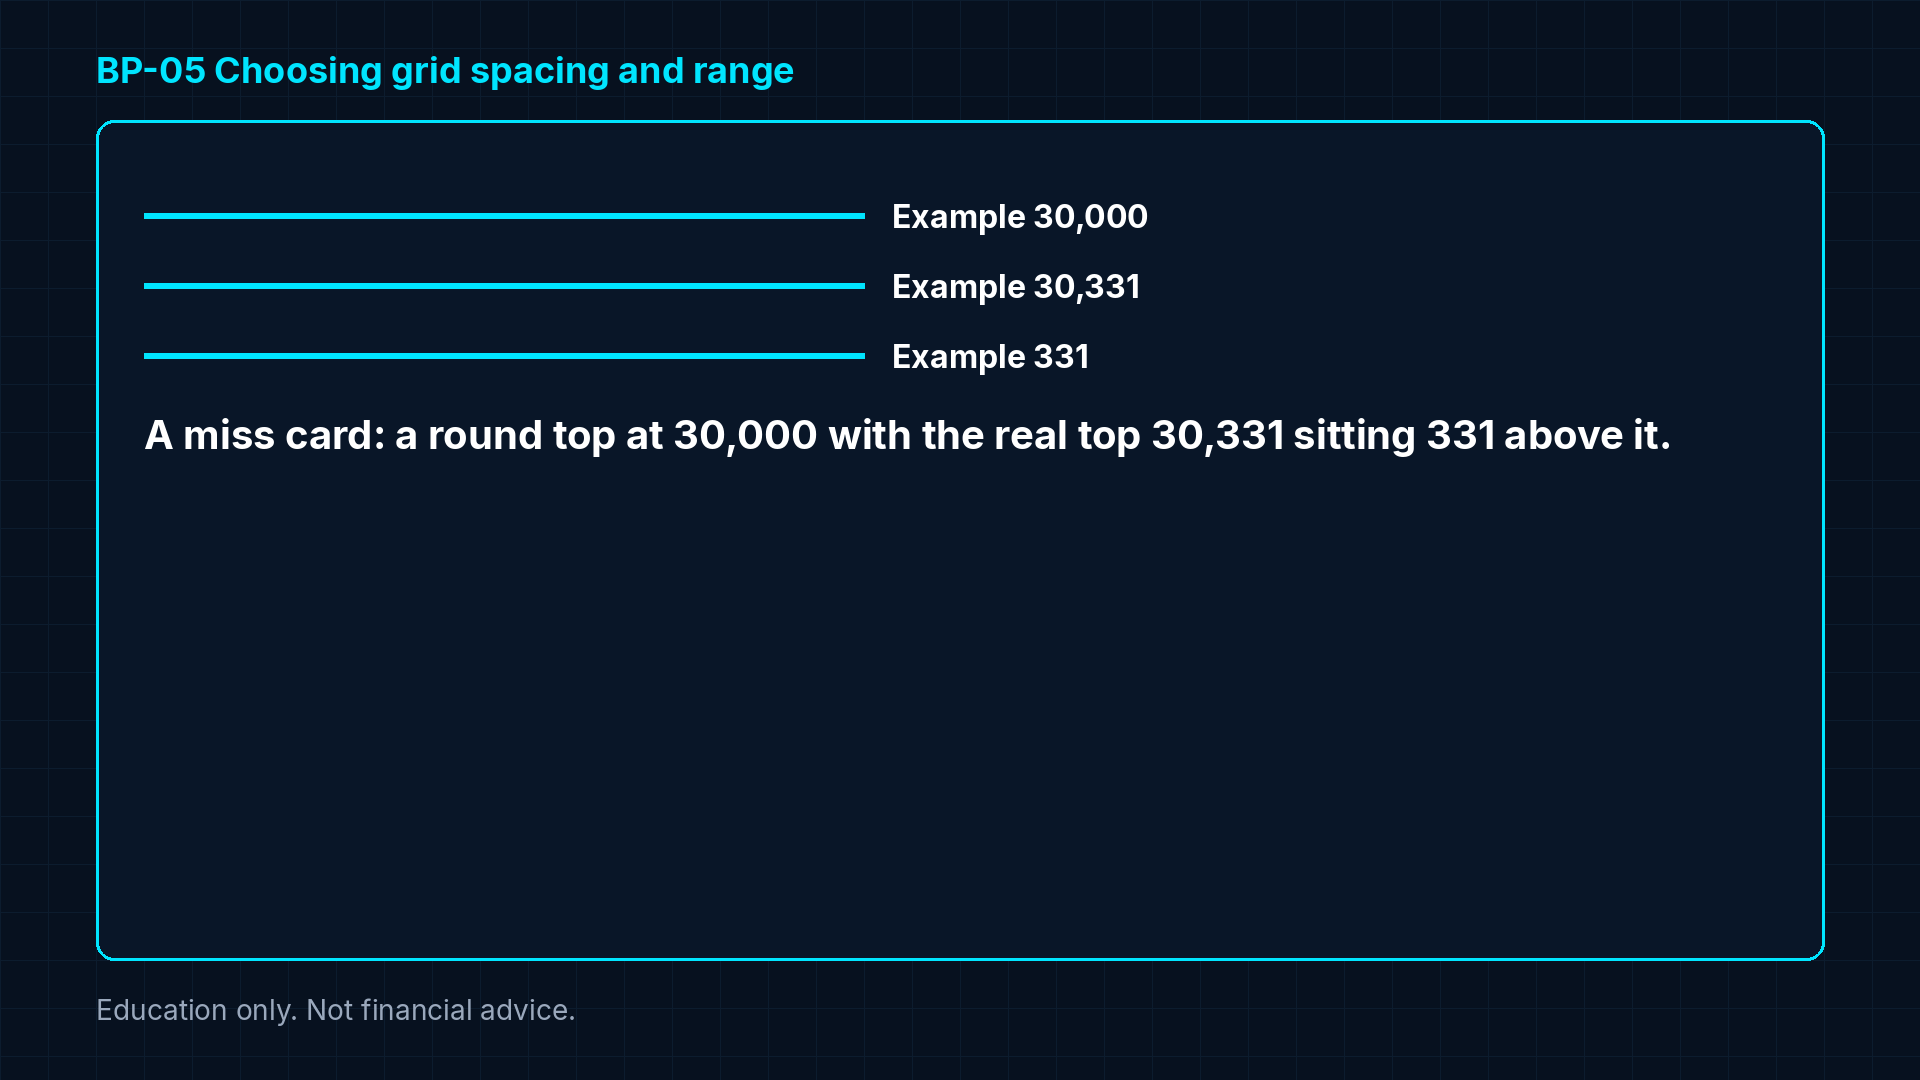 BP-05 Choosing grid spacing and range
Example 30,000
Example 30,331
Example 331
A miss card: a round top at 30,000 with the real top 30,331 sitting 331 above it.
Education only. Not financial advice.